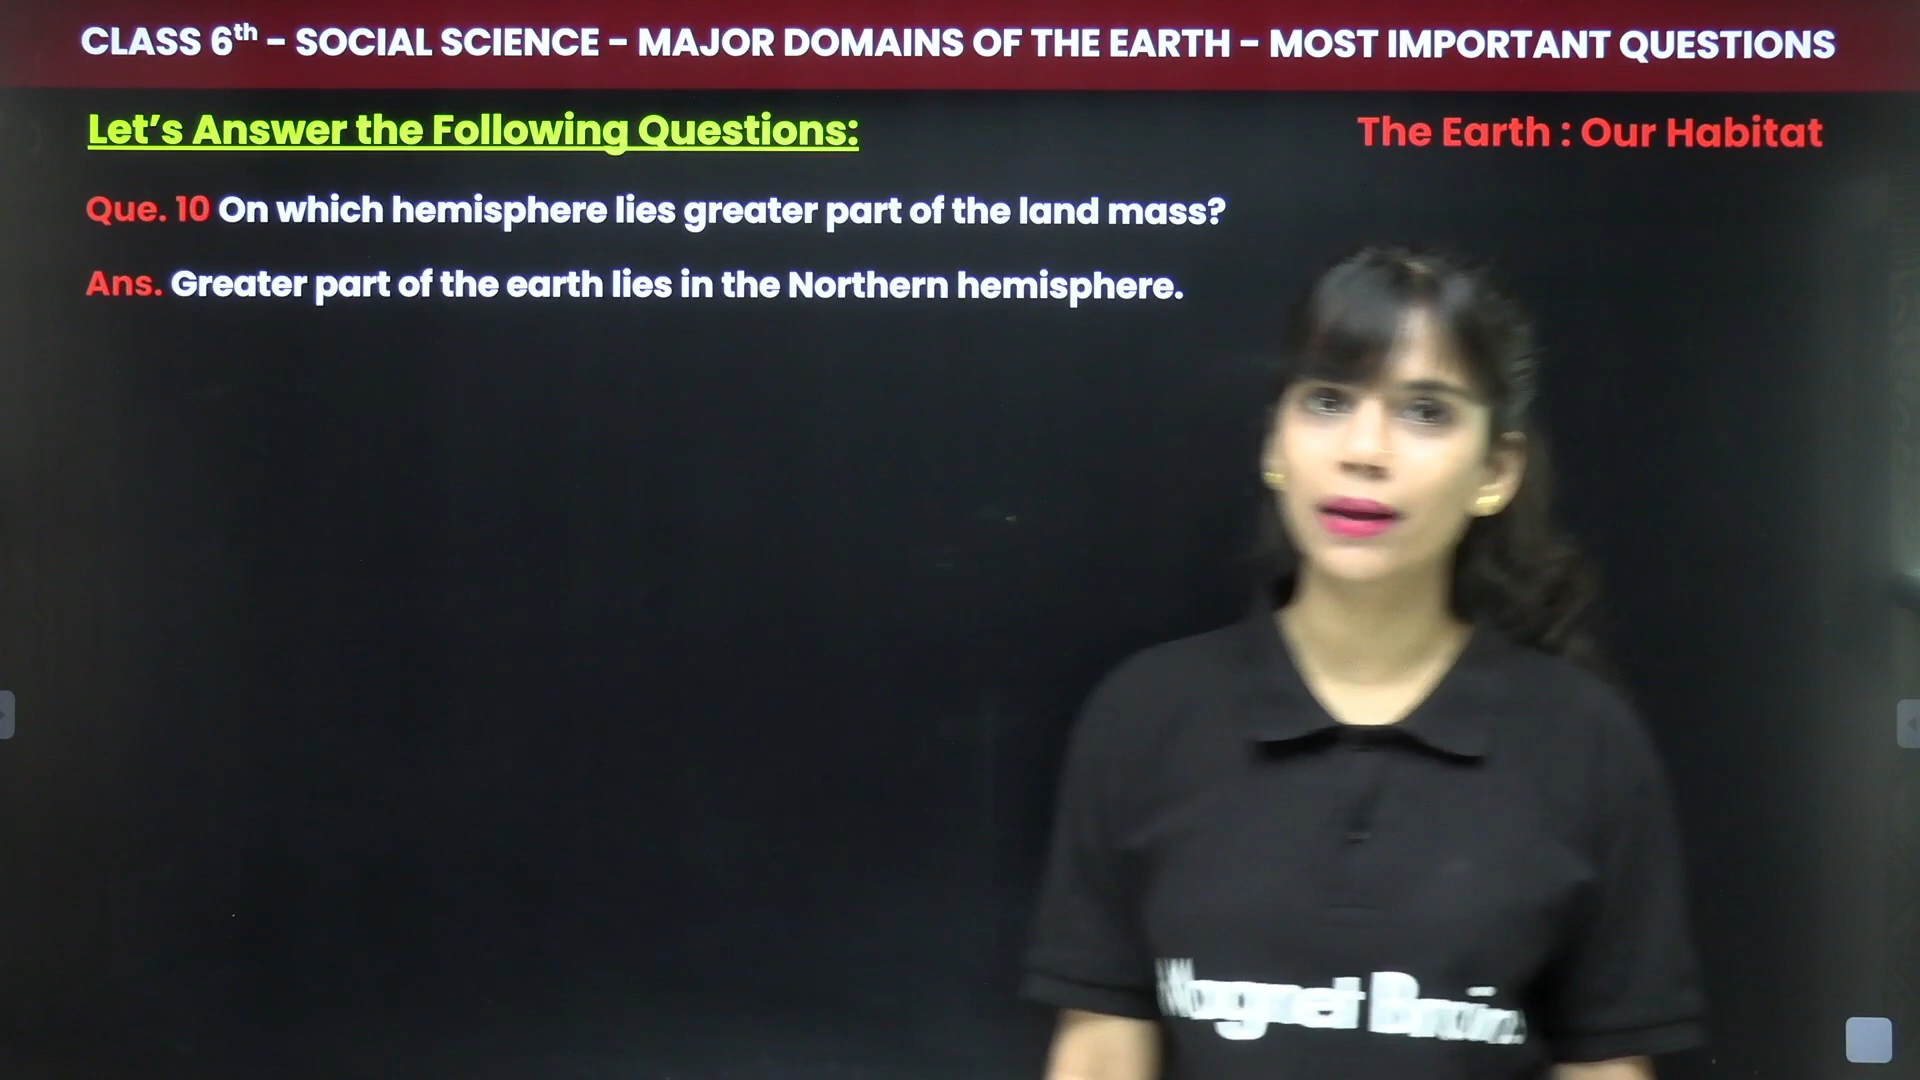 CLASS 6th - SOCIAL SCIENCE - MAJOR DOMAINS OF THE EARTH - MOST IMPORTANT QUESTIONS
Let's Answer the Following Questions:
The Earth : Our Habitat
Que. 10 On which hemisphere lies greater part of the land mass?
Ans. Greater part of the earth lies in the Northern hemisphere.
Magnet Brains